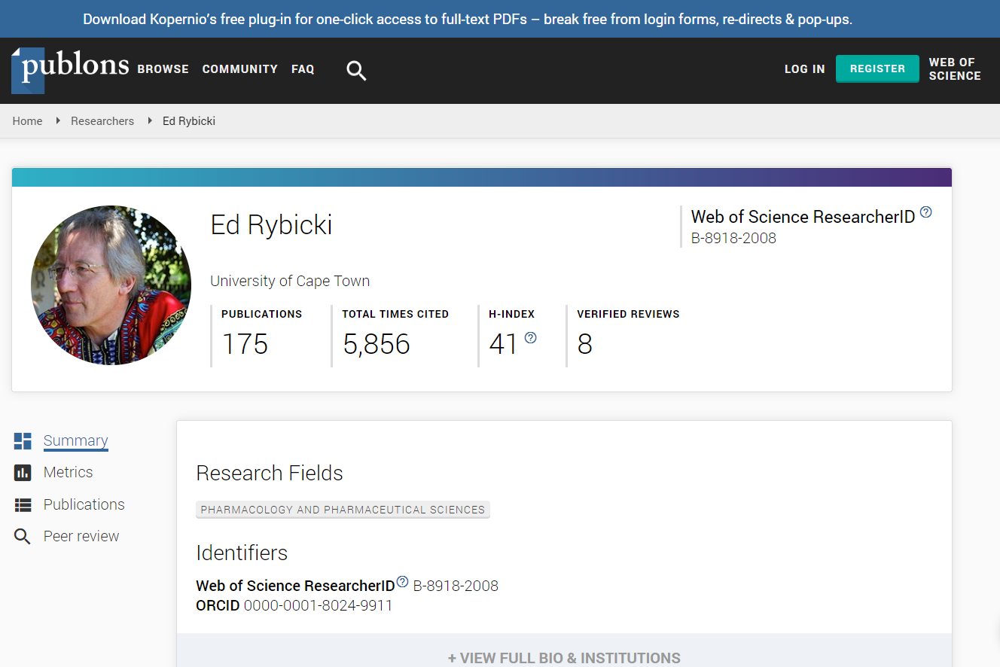 Download Kopernio’s free plug-in for one-click access to full-text PDFs – break free from login forms, re-directs & pop-ups.
publons BROWSE COMMUNITY FAQ LOG IN REGISTER WEB OF SCIENCE
Home Researchers Ed Rybicki
Ed Rybicki
Web of Science ResearcherID ?
B-8918-2008
University of Cape Town
PUBLICATIONS TOTAL TIMES CITED H-INDEX VERIFIED REVIEWS
175 5,856 41 ? 8
Summary
Metrics
Publications
Peer review
Research Fields
PHARMACOLOGY AND PHARMACEUTICAL SCIENCES
Identifiers
Web of Science ResearcherID ? B-8918-2008
ORCID 0000-0001-8024-9911
+ VIEW FULL BIO & INSTITUTIONS